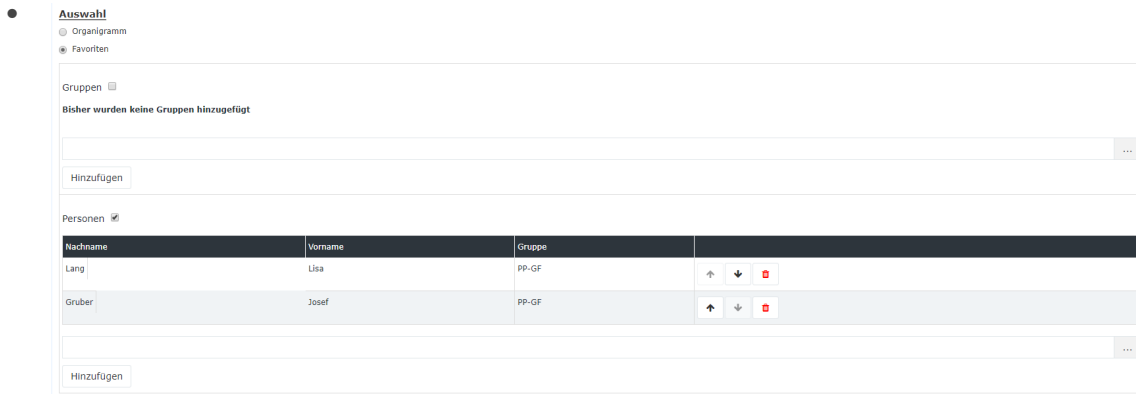 Auswahl
Organigramm
Favoriten
Gruppen
Bisher wurden keine Gruppen hinzugefügt
...
Hinzufügen
Personen
Nachname Vorname Gruppe
Lang Lisa PP-GF
Gruber Josef PP-GF
...
Hinzufügen